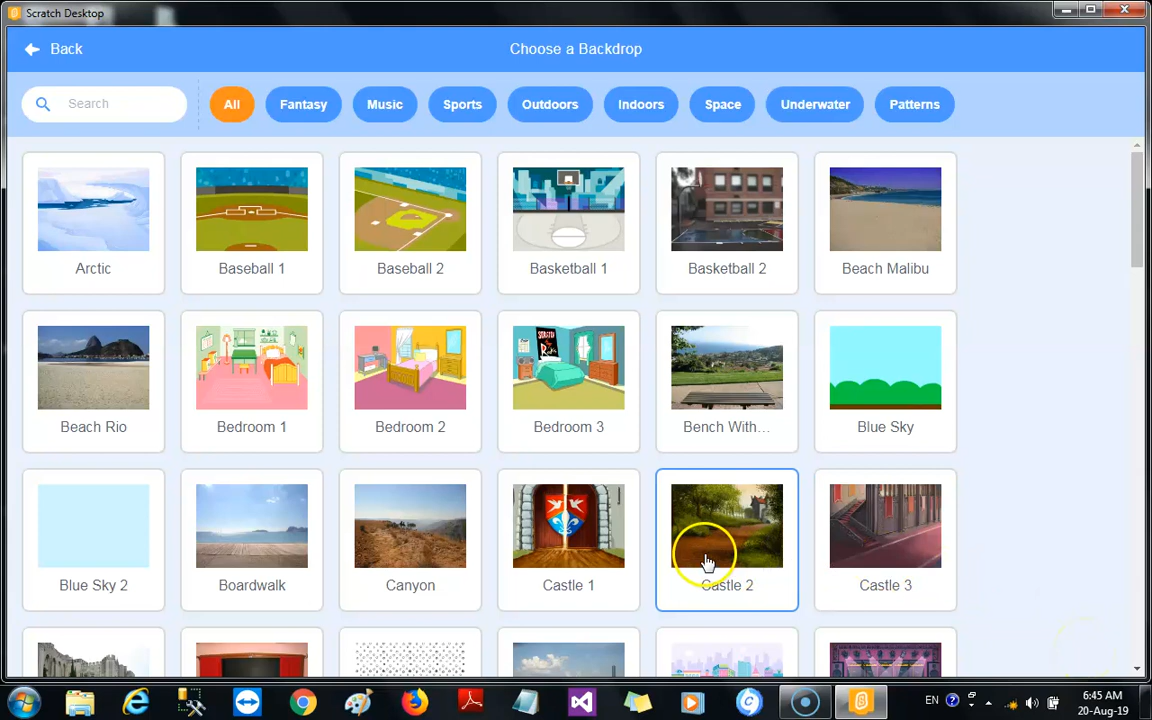 Scratch Desktop
Back
Choose a Backdrop
Search
All
Fantasy
Music
Sports
Outdoors
Indoors
Space
Underwater
Patterns
Arctic
Baseball 1
Baseball 2
Basketball 1
Basketball 2
Beach Malibu
Beach Rio
Bedroom 1
Bedroom 2
Bedroom 3
Bench With...
Blue Sky
Blue Sky 2
Boardwalk
Canyon
Castle 1
Castle 2
Castle 3
EN
6:45 AM
20-Aug-19